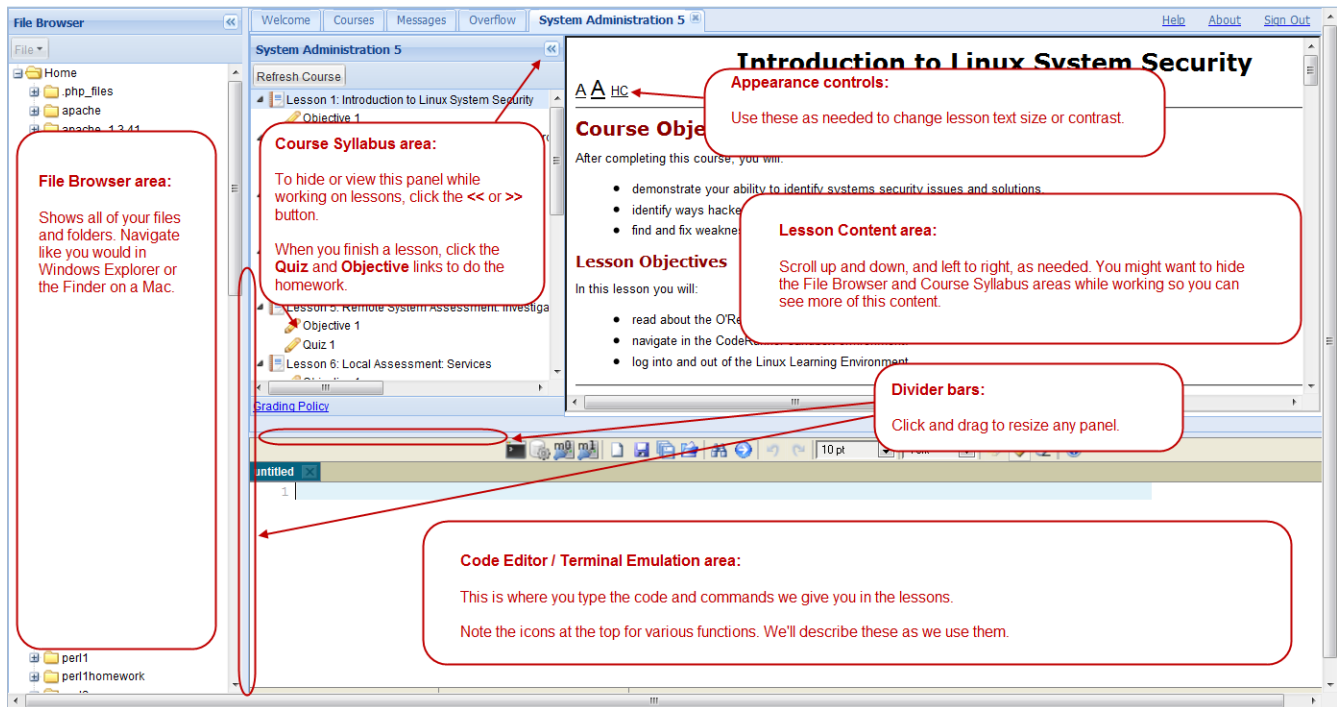 File Browser
Welcome
Courses
Messages
Overflow
System Administration 5
Help
About
Sign Out
File
Home
.php_files
apache
apache_1.3.41
File Browser area:
Shows all of your files
and folders. Navigate
like you would in
Windows Explorer or
the Finder on a Mac.
perl1
perl1homework
System Administration 5
Refresh Course
Lesson 1: Introduction to Linux System Security
Objective 1
Course Syllabus area:
To hide or view this panel while
working on lessons, click the << or >>
button.
When you finish a lesson, click the
Quiz and Objective links to do the
homework.
Lesson 5: Remote System Assessment: Investiga
Objective 1
Quiz 1
Lesson 6: Local Assessment: Services
Grading Policy
Introduction to Linux System Security
A A HC
Appearance controls:
Use these as needed to change lesson text size or contrast.
Course Obje
After completing this course, you will:
demonstrate your ability to identify systems security issues and solutions.
identify ways hacke
find and fix weakne
Lesson Content area:
Scroll up and down, and left to right, as needed. You might want to hide
the File Browser and Course Syllabus areas while working so you can
see more of this content.
Lesson Objectives
In this lesson you will:
read about the O'Re
navigate in the CodeRunner Sandbox environment.
log into and out of the Linux Learning Environment
Divider bars:
Click and drag to resize any panel.
10 pt
untitled
1
Code Editor / Terminal Emulation area:
This is where you type the code and commands we give you in the lessons.
Note the icons at the top for various functions. We'll describe these as we use them.